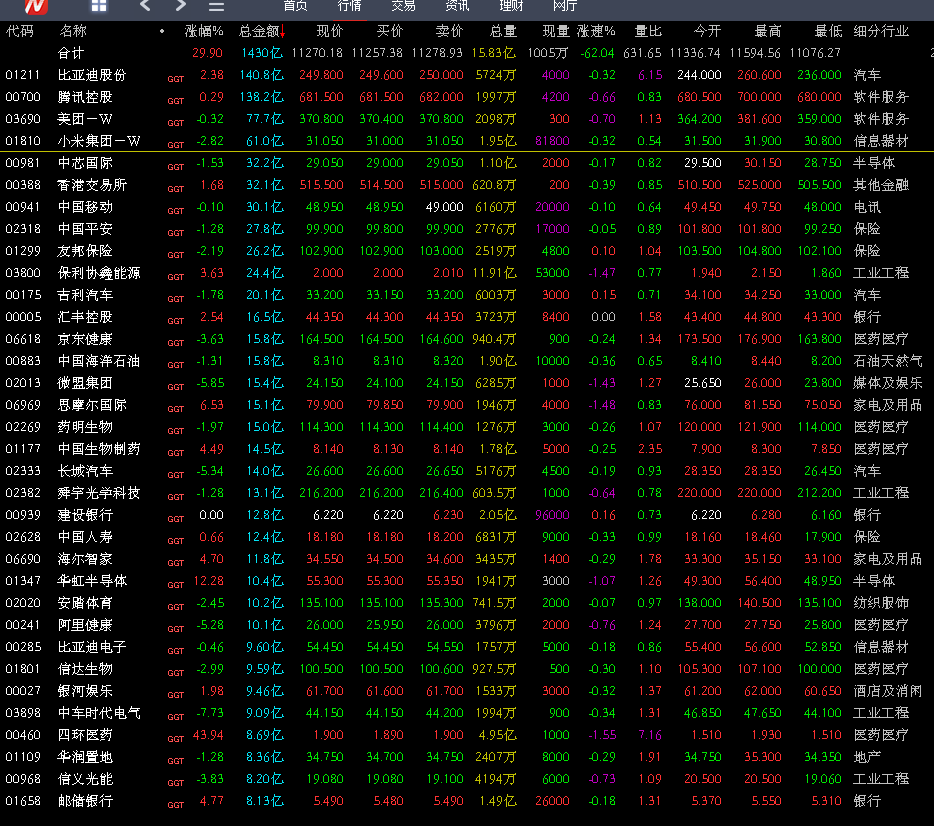 首页 行情 交易 资讯 理财 网厅
代码 名称 • 涨幅% 总金额↓ 现价 买价 卖价 总量 现量 涨速% 量比 今开 最高 最低 细分行业
合计 29.90 1430亿 11270.18 11257.38 11278.93 15.83亿 1005万 -62.04 631.65 11336.74 11594.56 11076.27 2
01211 比亚迪股份 GGT 2.38 140.8亿 249.800 249.600 250.000 5724万 4000 -0.32 6.15 244.000 260.600 236.000 汽车
00700 腾讯控股 GGT 0.29 138.2亿 681.500 681.500 682.000 1997万 4200 -0.66 0.83 680.500 700.000 680.000 软件服务
03690 美团-W GGT -0.32 77.7亿 370.800 370.400 370.800 2098万 300 -0.70 1.13 364.200 381.600 359.000 软件服务
01810 小米集团-W GGT -2.82 61.0亿 31.050 31.000 31.050 1.95亿 81800 -0.32 0.54 31.500 31.900 30.800 信息器材
00981 中芯国际 GGT -1.53 32.2亿 29.050 29.000 29.050 1.10亿 2000 -0.17 0.82 29.500 30.150 28.750 半导体
00388 香港交易所 GGT 1.68 32.1亿 515.500 514.500 515.000 620.8万 200 -0.39 0.85 510.500 525.000 505.500 其他金融
00941 中国移动 GGT -0.10 30.1亿 48.950 48.950 49.000 6160万 20000 -0.10 0.64 49.450 49.750 48.000 电讯
02318 中国平安 GGT -1.28 27.8亿 99.900 99.800 99.900 2776万 17000 -0.05 0.89 101.800 101.800 99.250 保险
01299 友邦保险 GGT -2.19 26.2亿 102.900 102.900 103.000 2519万 4800 0.10 1.04 103.500 104.800 102.100 保险
03800 保利协鑫能源 GGT 3.63 24.4亿 2.000 2.000 2.010 11.91亿 53000 -1.47 0.77 1.940 2.150 1.860 工业工程
00175 吉利汽车 GGT -1.78 20.1亿 33.200 33.150 33.200 6003万 3000 0.15 0.71 34.100 34.250 33.000 汽车
00005 汇丰控股 GGT 2.54 16.5亿 44.350 44.300 44.350 3723万 8400 0.00 1.58 43.400 44.800 43.300 银行
06618 京东健康 GGT -3.63 15.8亿 164.500 164.500 164.600 940.4万 900 -0.24 1.34 173.500 176.900 163.800 医药医疗
00883 中国海洋石油 GGT -1.31 15.8亿 8.310 8.310 8.320 1.90亿 10000 -0.36 0.65 8.410 8.440 8.200 石油天然气
02013 微盟集团 GGT -5.85 15.4亿 24.150 24.100 24.150 6285万 1000 -1.43 1.27 25.650 26.000 23.800 媒体及娱乐
06969 思摩尔国际 GGT 6.53 15.1亿 79.900 79.850 79.900 1946万 4000 -1.48 0.83 76.000 81.550 75.050 家电及用品
02269 药明生物 GGT -1.97 15.0亿 114.300 114.300 114.400 1276万 3000 -0.26 1.07 120.000 121.900 114.000 医药医疗
01177 中国生物制药 GGT 4.49 14.5亿 8.140 8.130 8.140 1.78亿 5000 -0.25 2.35 7.900 8.300 7.850 医药医疗
02333 长城汽车 GGT -5.34 14.0亿 26.600 26.600 26.650 5176万 4500 -0.19 0.93 28.350 28.350 26.450 汽车
02382 舜宇光学科技 GGT -1.28 13.1亿 216.200 216.200 216.400 603.5万 1000 -0.64 0.78 220.000 220.000 212.200 工业工程
00939 建设银行 GGT 0.00 12.8亿 6.220 6.220 6.230 2.05亿 96000 0.16 0.73 6.220 6.280 6.160 银行
02628 中国人寿 GGT 0.66 12.4亿 18.180 18.180 18.200 6831万 9000 -0.33 0.99 18.160 18.460 17.900 保险
06690 海尔智家 GGT 4.70 11.8亿 34.550 34.500 34.600 3435万 1400 -0.29 1.78 33.300 35.150 33.100 家电及用品
01347 华虹半导体 GGT 12.28 10.4亿 55.300 55.300 55.350 1941万 3000 -1.07 1.26 49.300 56.400 48.950 半导体
02020 安踏体育 GGT -2.45 10.2亿 135.100 135.100 135.300 741.5万 2000 -0.07 0.97 138.000 140.500 135.100 纺织服饰
00241 阿里健康 GGT -5.28 10.1亿 26.000 25.950 26.000 3796万 2000 -0.76 1.24 27.700 27.750 25.800 医药医疗
00285 比亚迪电子 GGT -0.46 9.60亿 54.450 54.450 54.550 1757万 5000 -0.18 0.86 55.400 56.600 52.850 信息器材
01801 信达生物 GGT -2.99 9.59亿 100.500 100.500 100.600 927.5万 500 -0.30 1.10 105.300 107.100 100.000 医药医疗
00027 银河娱乐 GGT 1.98 9.46亿 61.700 61.600 61.700 1533万 3000 -0.32 1.37 61.200 62.000 60.650 酒店及消闲
03898 中车时代电气 GGT -7.73 9.09亿 44.150 44.150 44.200 1994万 900 -0.34 1.31 46.850 47.650 44.100 工业工程
00460 四环医药 GGT 43.94 8.69亿 1.900 1.890 1.900 4.95亿 1000 -1.55 7.16 1.510 1.930 1.510 医药医疗
01109 华润置地 GGT -1.28 8.36亿 34.750 34.700 34.750 2407万 8000 -0.29 1.91 34.750 35.300 34.350 地产
00968 信义光能 GGT -3.83 8.20亿 19.080 19.080 19.100 4194万 6000 -0.73 1.09 20.500 20.500 19.060 工业工程
01658 邮储银行 GGT 4.77 8.13亿 5.490 5.480 5.490 1.49亿 26000 -0.18 1.31 5.370 5.550 5.310 银行